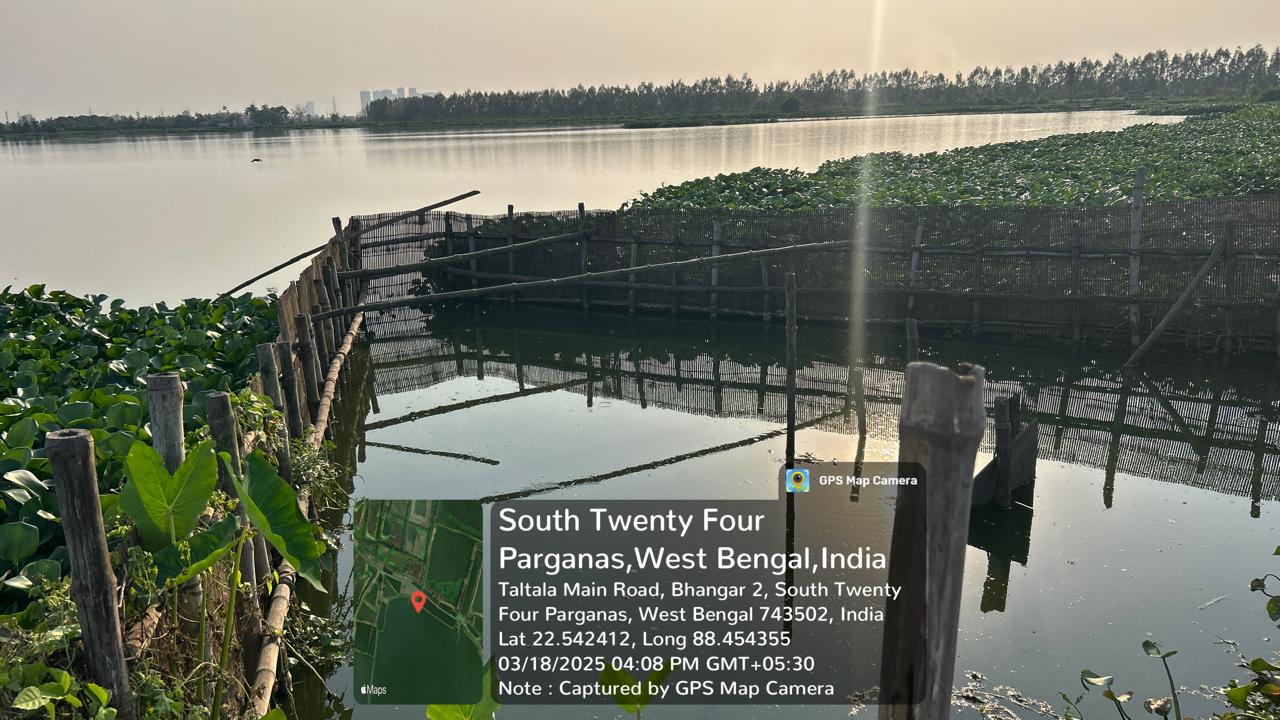 GPS Map Camera
South Twenty Four
Parganas,West Bengal,India
Taltala Main Road, Bhangar 2, South Twenty
Four Parganas, West Bengal 743502, India
Lat 22.542412, Long 88.454355
03/18/2025 04:08 PM GMT+05:30
Note : Captured by GPS Map Camera
Maps